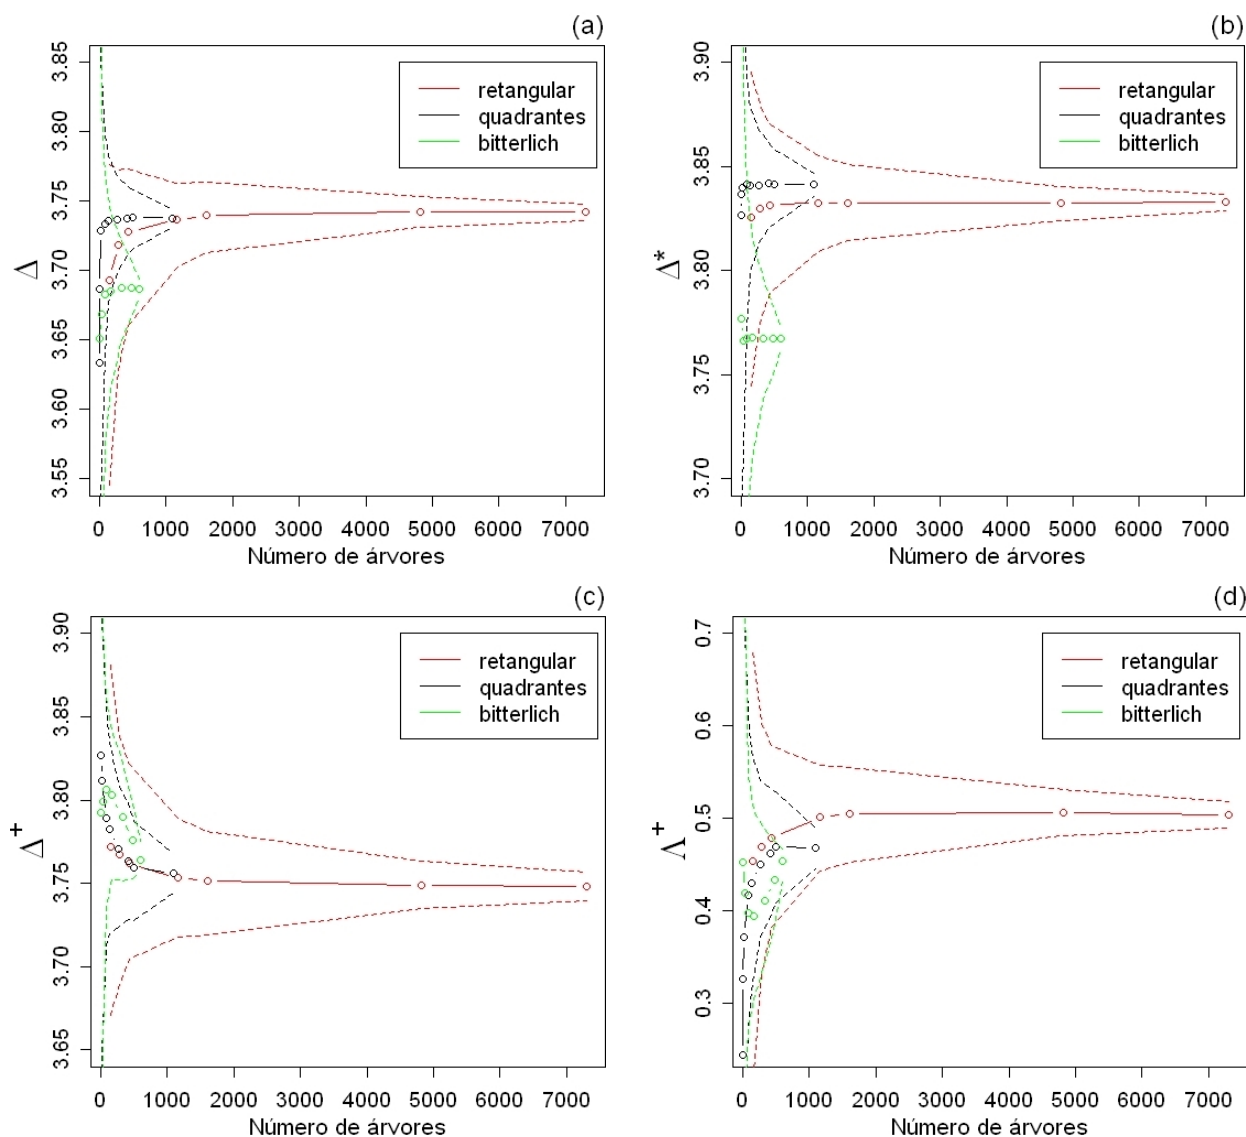 (a)
3.85
3.80
3.75
3.70
3.65
3.60
3.55
Δ
retangular
quadrantes
bitterlich
0 1000 2000 3000 4000 5000 6000 7000
Número de árvores
(b)
3.90
3.85
3.80
3.75
3.70
Δ*
retangular
quadrantes
bitterlich
0 1000 2000 3000 4000 5000 6000 7000
Número de árvores
(c)
3.90
3.85
3.80
3.75
3.70
3.65
Δ+
retangular
quadrantes
bitterlich
0 1000 2000 3000 4000 5000 6000 7000
Número de árvores
(d)
0.7
0.6
0.5
0.4
0.3
Λ+
retangular
quadrantes
bitterlich
0 1000 2000 3000 4000 5000 6000 7000
Número de árvores